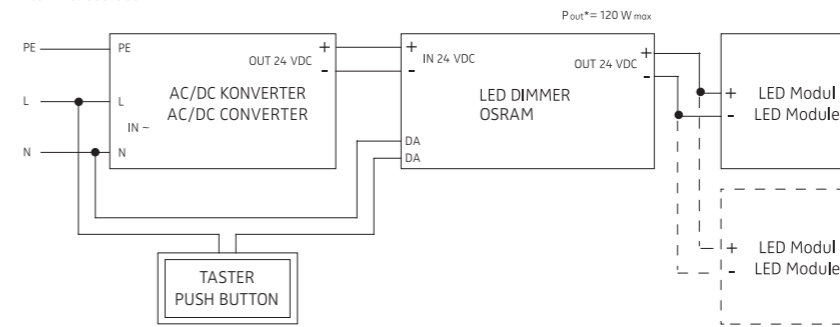 P out* = 120 W max
PE
PE
OUT 24 VDC
+
-
+
-
IN 24 VDC
OUT 24 VDC
+
-
L
L
AC/DC KONVERTER
AC/DC CONVERTER
IN ~
LED DIMMER
OSRAM
+
-
LED Modul
LED Module
N
N
DA
DA
TASTER
PUSH BUTTON
+
-
LED Modul
LED Module